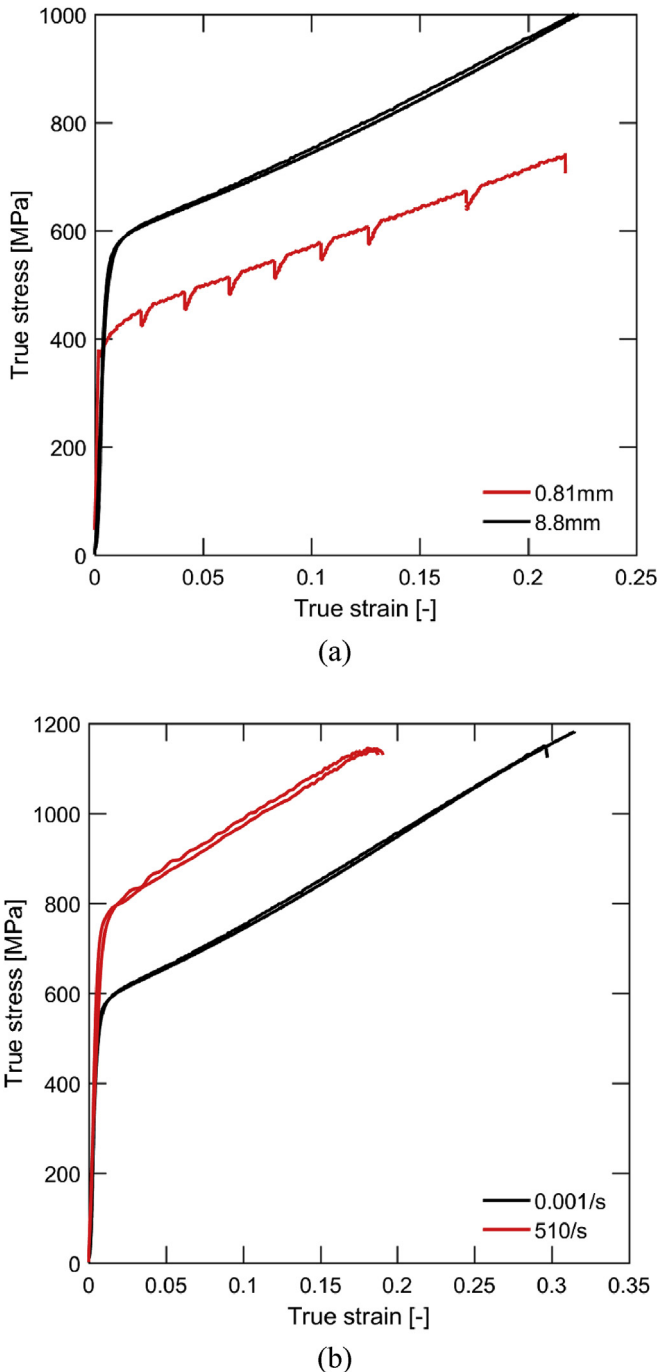 1000
800
600
400
200
0
True stress [MPa]
0.81mm
8.8mm
0 0.05 0.1 0.15 0.2 0.25
True strain [-]
(a)
1200
1000
800
600
400
200
0
True stress [MPa]
0.001/s
510/s
0 0.05 0.1 0.15 0.2 0.25 0.3 0.35
True strain [-]
(b)